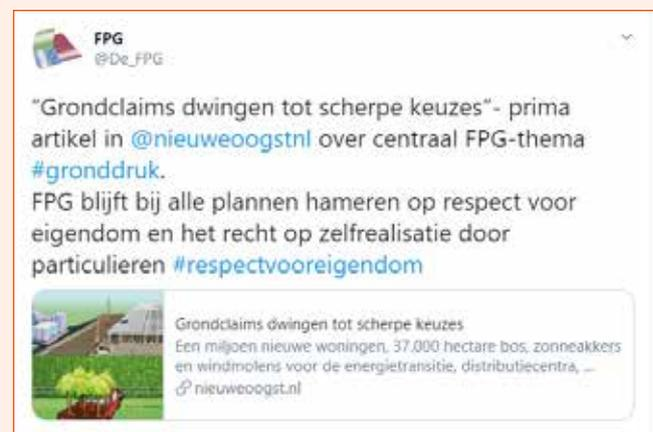 FPG
@De_FPG
“Grondclaims dwingen tot scherpe keuzes”- prima
artikel in @nieuweoogstnl over centraal FPG-thema
#gronddruk.
FPG blijft bij alle plannen hameren op respect voor
eigendom en het recht op zelfrealisatie door
particulieren #respectvooreigendom
Grondclaims dwingen tot scherpe keuzes
Een miljoen nieuwe woningen, 37.000 hectare bos, zonneakkers
en windmolens voor de energietransitie, distributiecentra, ...
nieuweoogst.nl